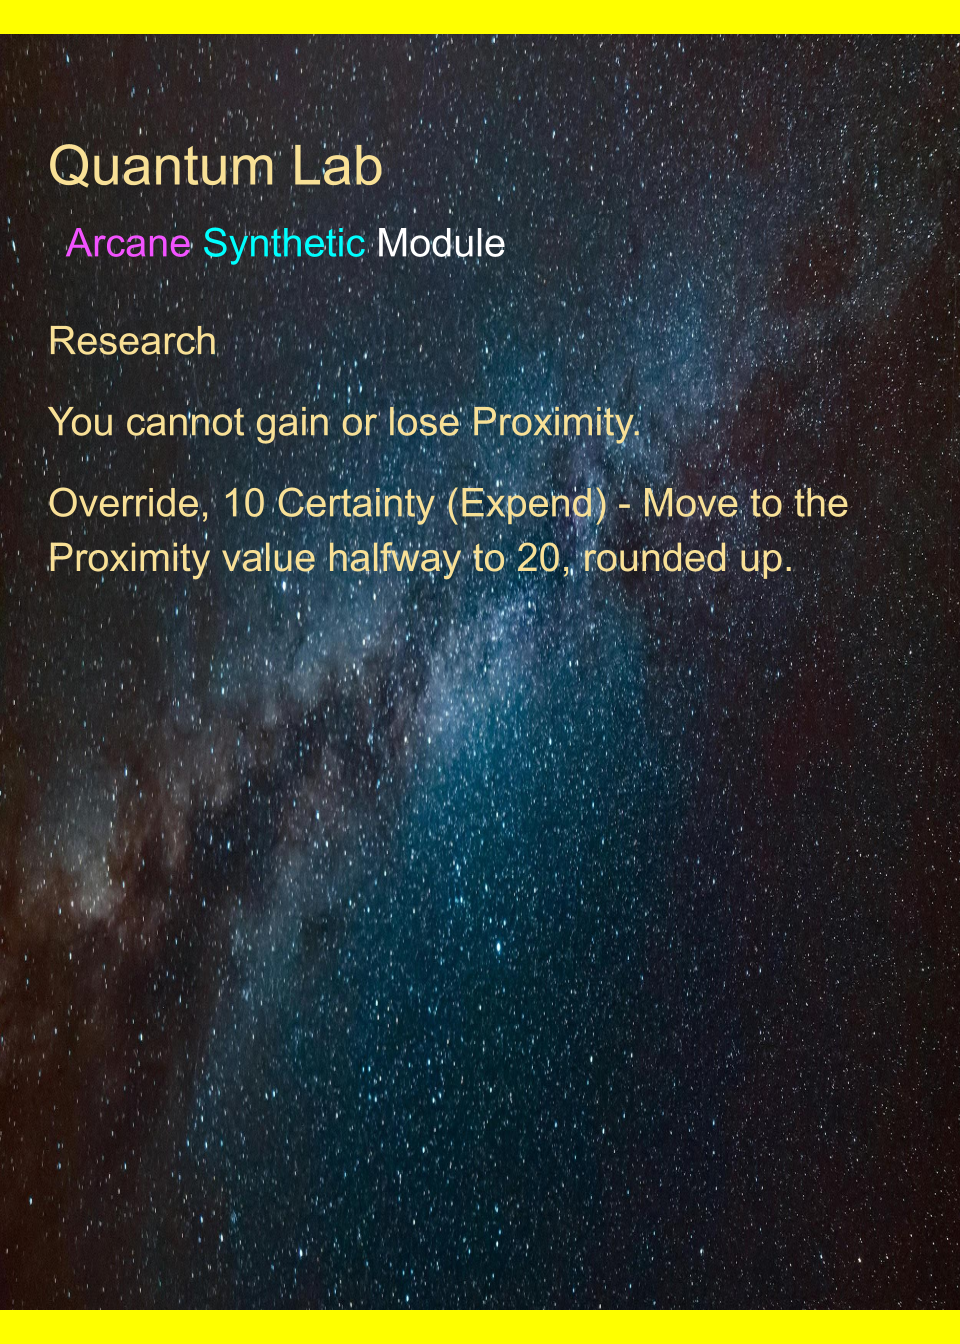 Quantum Lab
Arcane Synthetic Module
Research
You cannot gain or lose Proximity.
Override, 10 Certainty (Expend) - Move to the
Proximity value halfway to 20, rounded up.